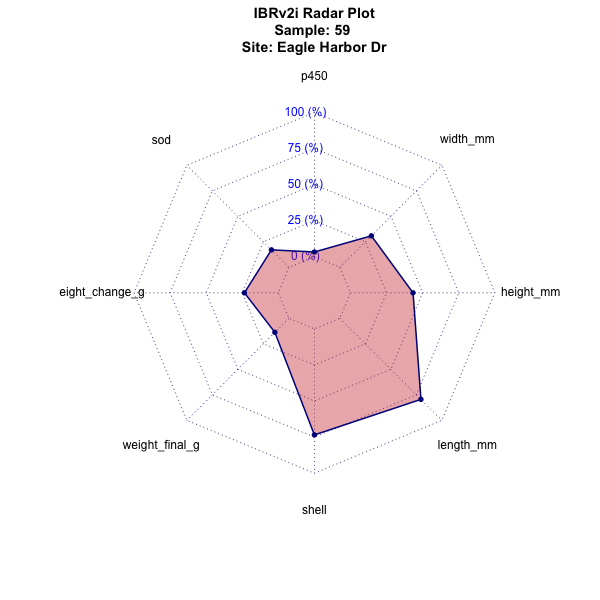 IBRv2i Radar Plot
Sample: 59
Site: Eagle Harbor Dr
p450
100 (%)
sod
width_mm
75 (%)
50 (%)
25 (%)
0 (%)
eight_change_g
height_mm
weight_final_g
length_mm
shell